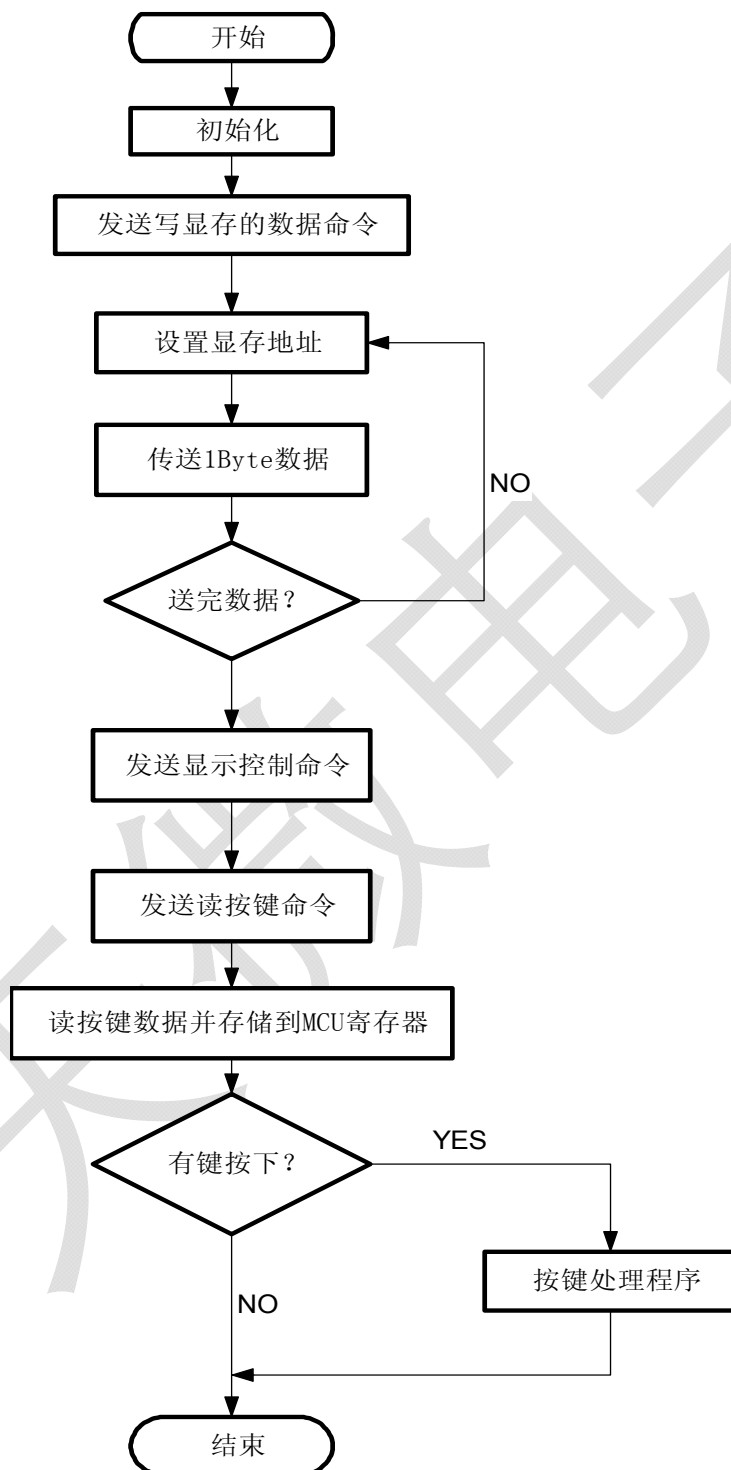 开始
初始化
发送写显存的数据命令
设置显存地址
传送1Byte数据
NO
送完数据？
发送显示控制命令
发送读按键命令
读按键数据并存储到MCU寄存器
YES
有键按下？
按键处理程序
NO
结束
天微电子